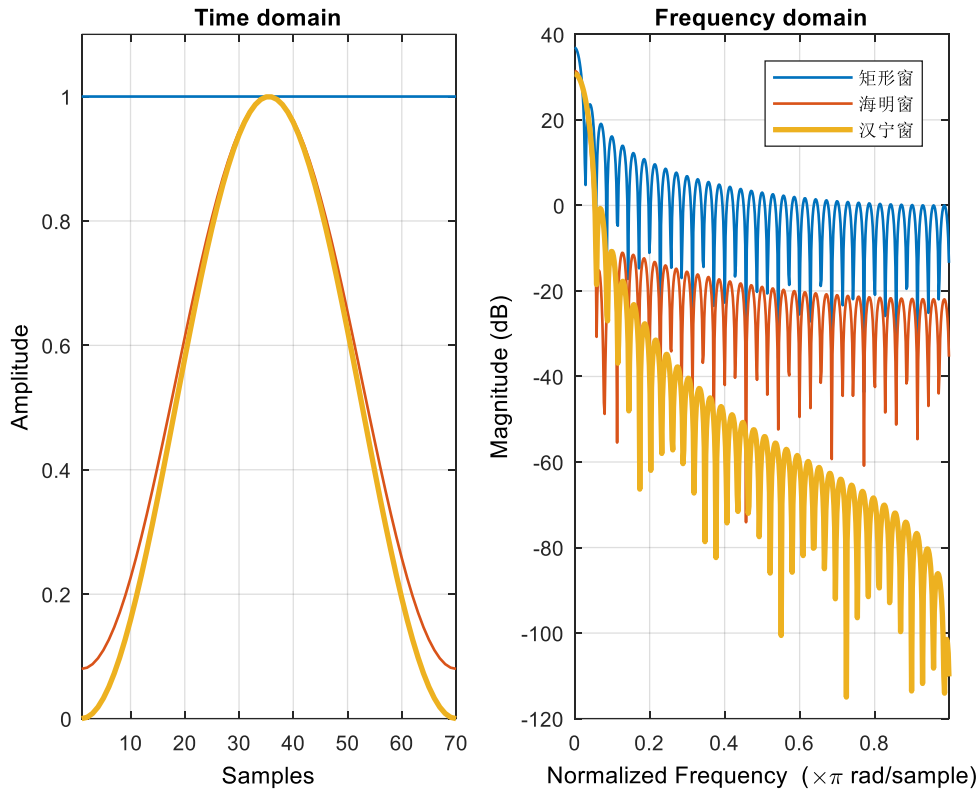 Time domain
Amplitude
1
0.8
0.6
0.4
0.2
0
10 20 30 40 50 60 70
Samples
Frequency domain
Magnitude (dB)
40
20
0
-20
-40
-60
-80
-100
-120
0 0.2 0.4 0.6 0.8
Normalized Frequency (×π rad/sample)
矩形窗
海明窗
汉宁窗